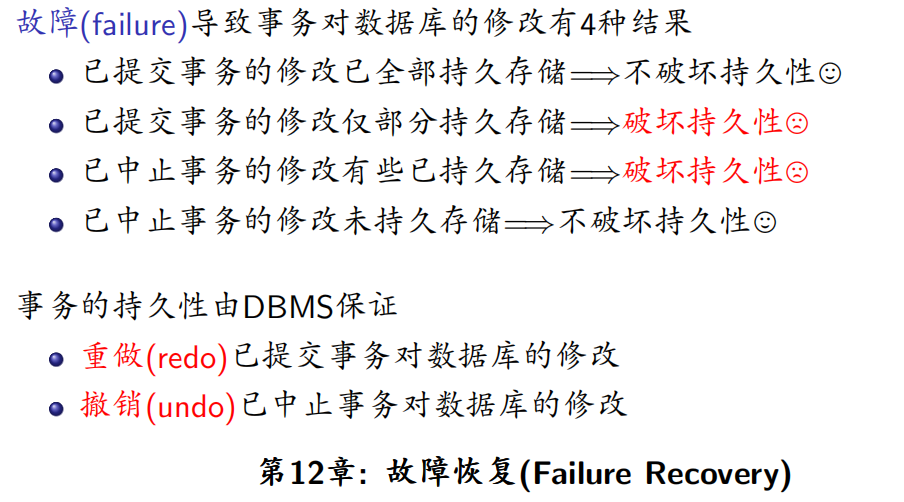 故障(failure)导致事务对数据库的修改有4种结果
已提交事务的修改已全部持久存储⟹不破坏持久性☺
已提交事务的修改仅部分持久存储⟹破坏持久性☹
已中止事务的修改有些已持久存储⟹破坏持久性☹
已中止事务的修改未持久存储⟹不破坏持久性☺
事务的持久性由DBMS保证
重做(redo)已提交事务对数据库的修改
撤销(undo)已中止事务对数据库的修改
第12章: 故障恢复(Failure Recovery)